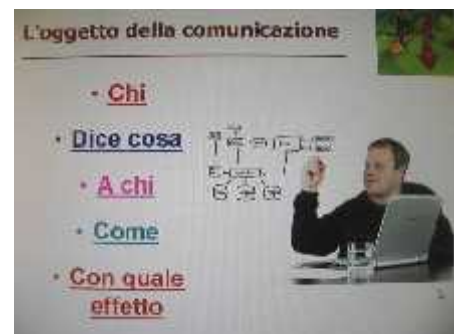 L'oggetto della comunicazione
• Chi
• Dice cosa
• A chi
• Come
• Con quale
effetto